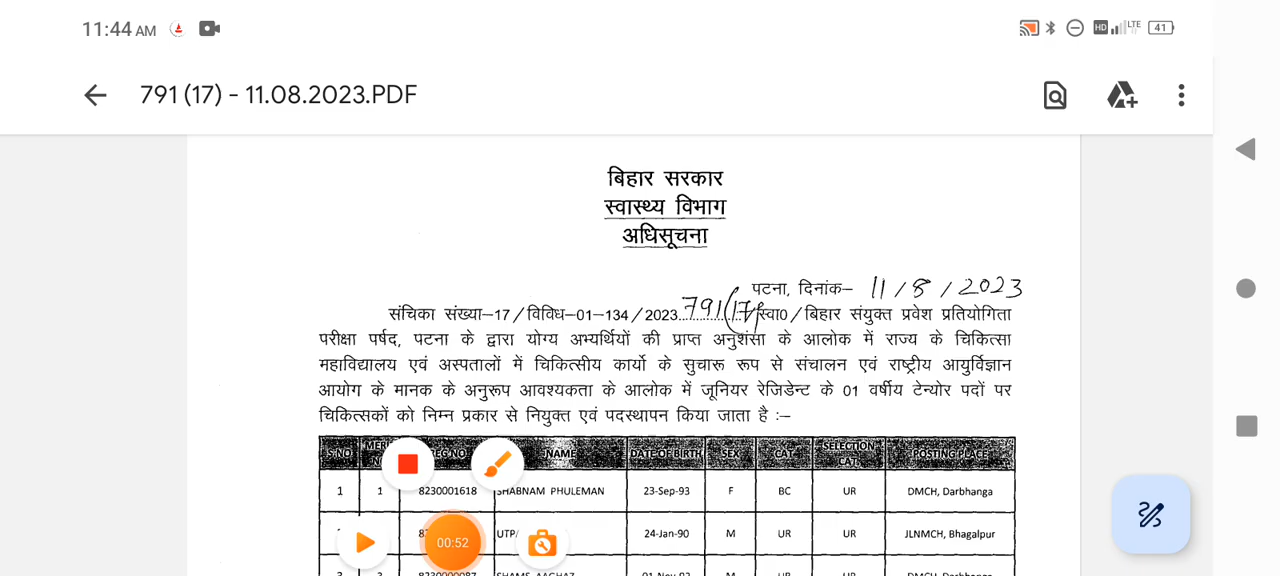 11:44 AM HD LTE 41
791 (17) - 11.08.2023.PDF
बिहार सरकार
स्वास्थ्य विभाग
अधिसूचना
पटना, दिनांक– 11/8/2023
संचिका संख्या–17/विविध–01–134/2023..791(17)/स्वा0/बिहार संयुक्त प्रवेश प्रतियोगिता
परीक्षा पर्षद, पटना के द्वारा योग्य अभ्यर्थियों की प्राप्त अनुशंसा के आलोक में राज्य के चिकित्सा
महाविद्यालय एवं अस्पतालों में चिकित्सीय कार्यो के सुचारू रूप से संचालन एवं राष्ट्रीय आयुर्विज्ञान
आयोग के मानक के अनुरूप आवश्यकता के आलोक में जूनियर रेजिडेन्ट के 01 वर्षीय टेन्योर पदों पर
चिकित्सकों को निम्न प्रकार से नियुक्त एवं पदस्थापन किया जाता है :–
S.NO REG NO NAME DATE OF BIRTH SEX CAT SELECTION CAT. POSTING PLACE
1 1 8230001618 SHABNAM PHULEMAN 23-Sep-93 F BC UR DMCH, Darbhanga
24-Jan-90 M UR UR JLNMCH, Bhagalpur
00:52